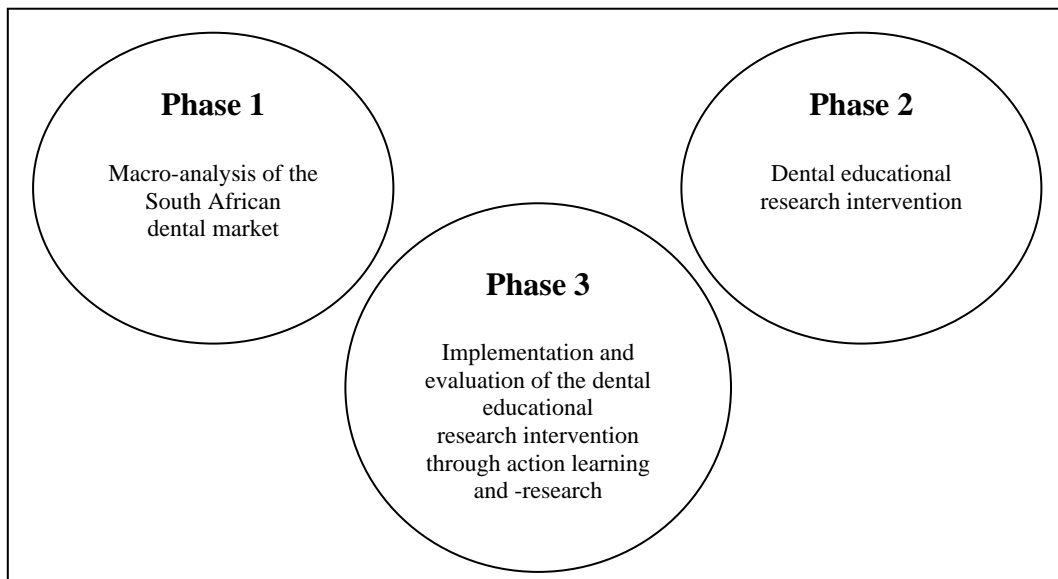 Phase 1
Macro-analysis of the
South African
dental market
Phase 2
Dental educational
research intervention
Phase 3
Implementation and
evaluation of the dental
educational
research intervention
through action learning
and -research